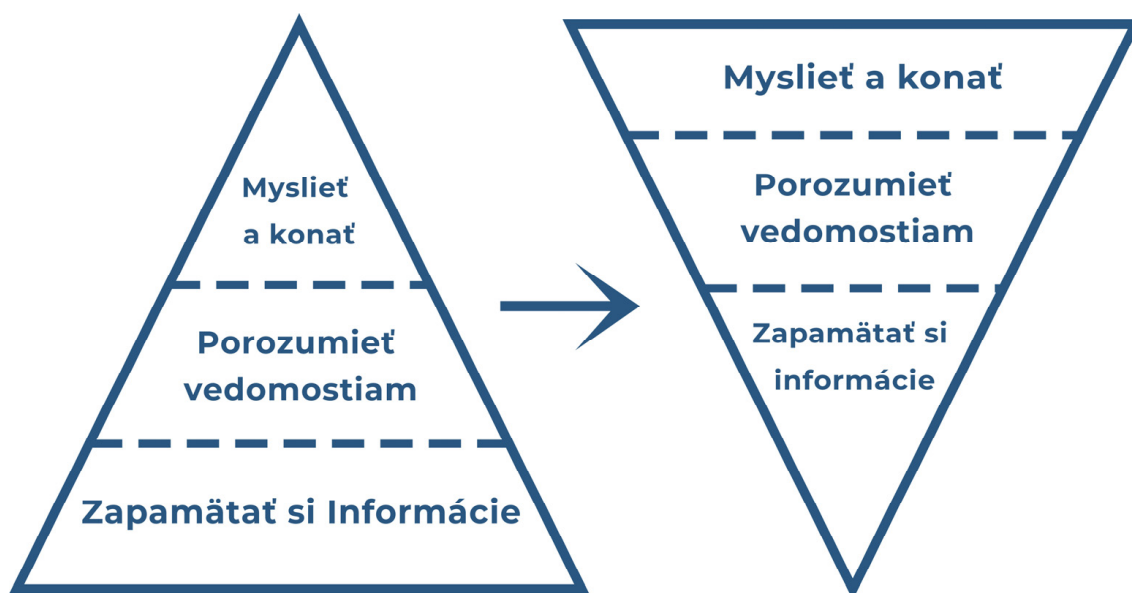 Myslieť
a konať
Porozumieť
vedomostiam
Zapamätať si Informácie
Myslieť a konať
Porozumieť
vedomostiam
Zapamätať si
informácie